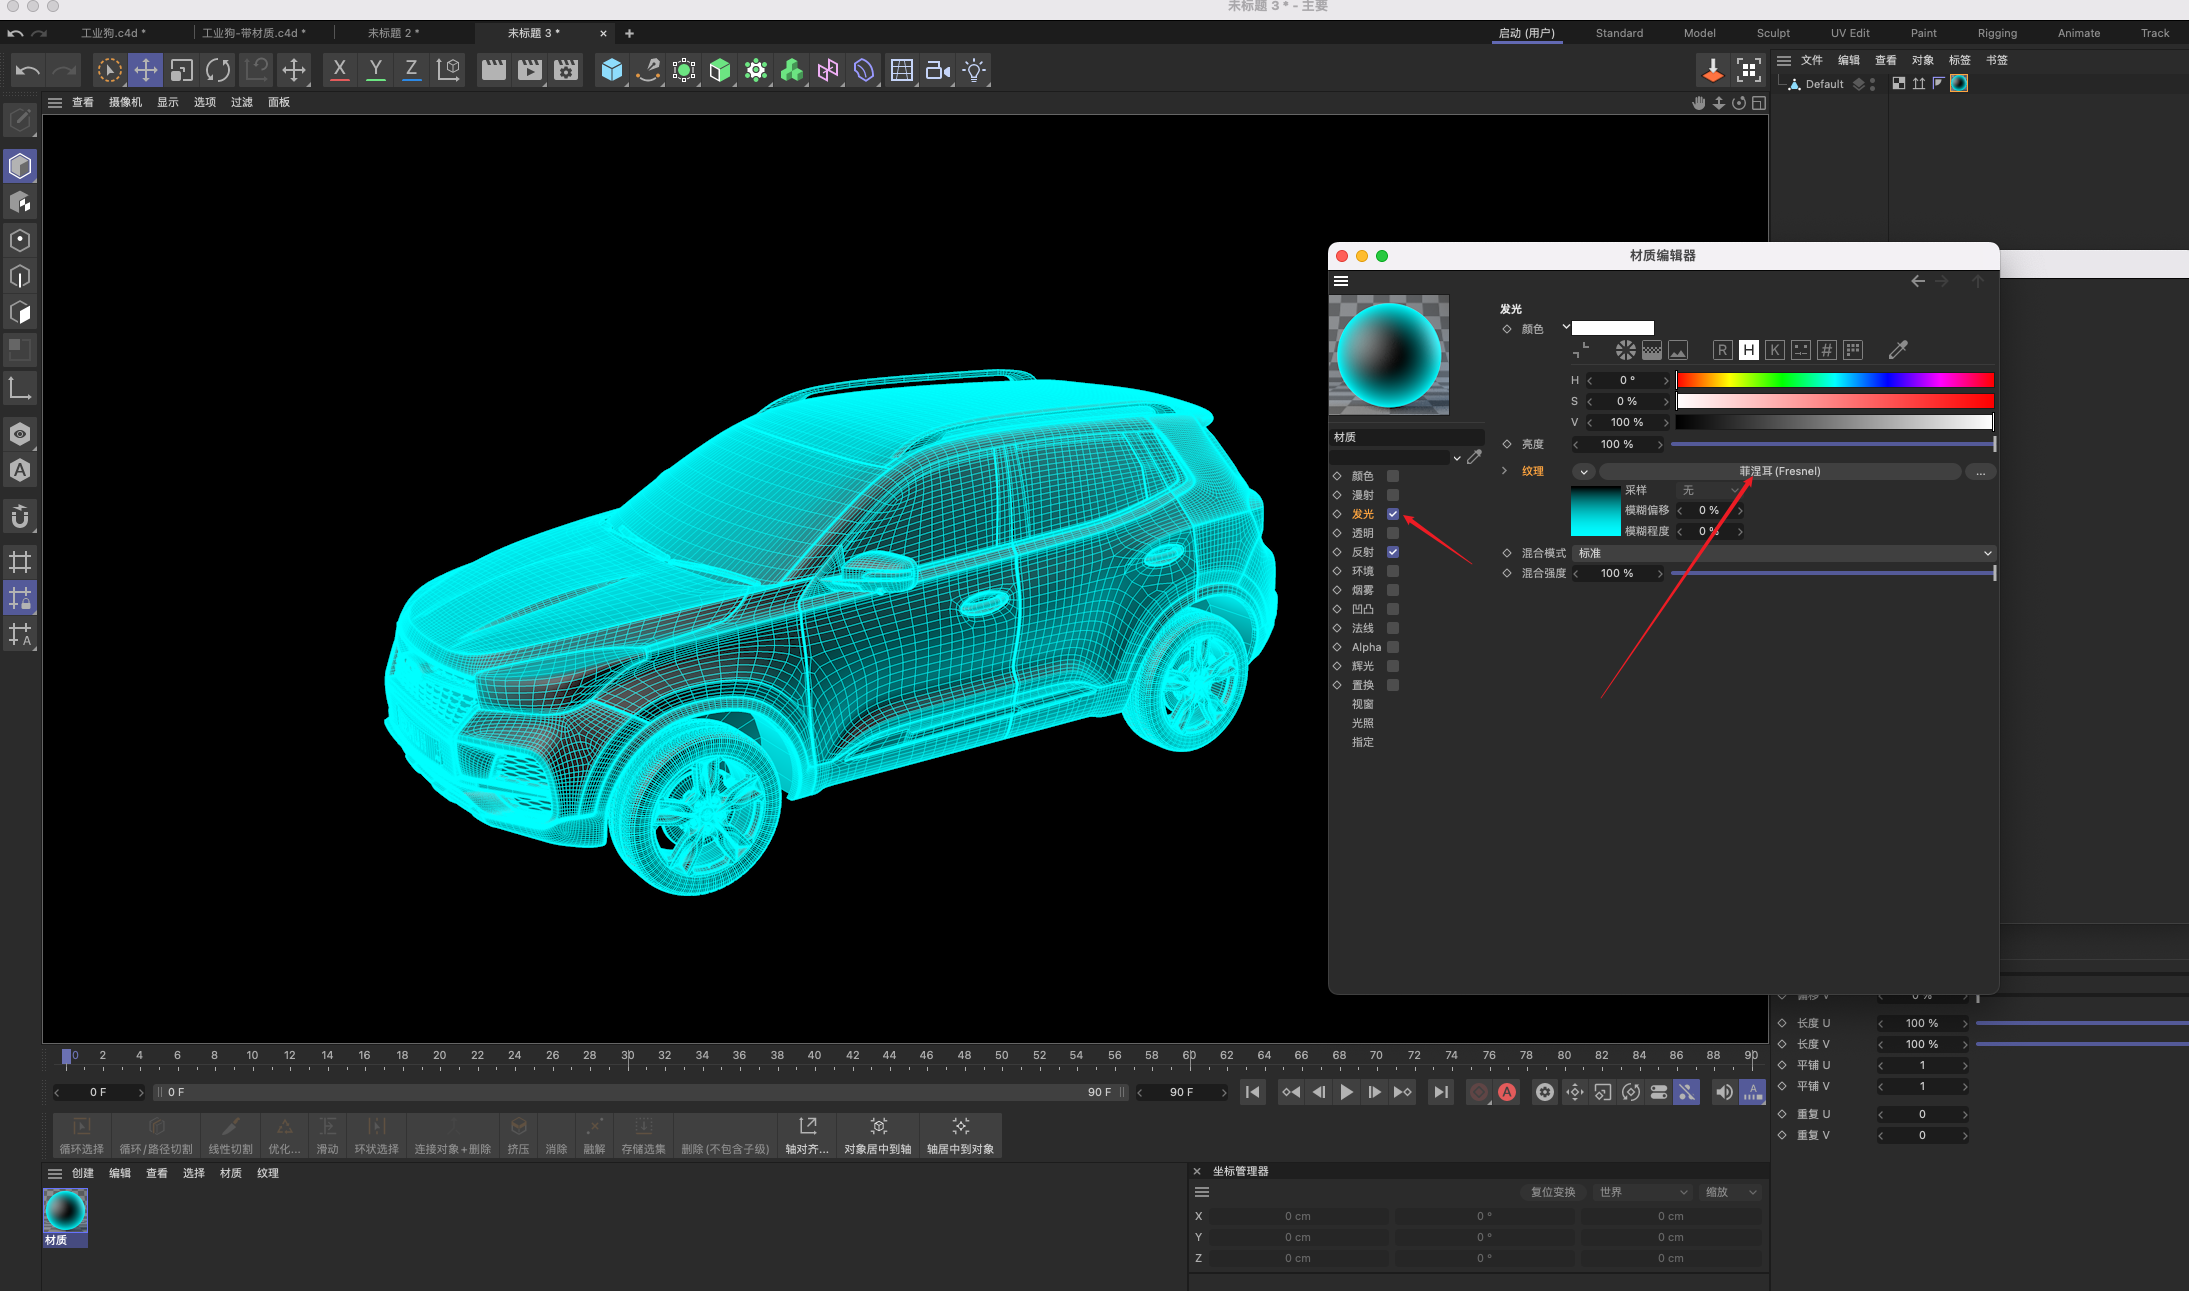 未标题 3 * - 主要
工业狗.c4d *
工业狗-带材质.c4d *
未标题 2 *
未标题 3 *
启动 (用户)
Standard
Model
Sculpt
UV Edit
Paint
Rigging
Animate
Track
X
Y
Z
文件
编辑
查看
对象
标签
书签
Default
查看
摄像机
显示
选项
过滤
面板
材质编辑器
材质
颜色
漫射
发光
透明
反射
环境
烟雾
凹凸
法线
Alpha
辉光
置换
视窗
光照
指定
发光
颜色
R
H
K
#
H
0 °
S
0 %
V
100 %
亮度
100 %
纹理
菲涅耳 (Fresnel)
...
采样
无
模糊偏移
0 %
模糊程度
0 %
混合模式
标准
混合强度
100 %
偏移 V
0 %
长度 U
100 %
长度 V
100 %
平铺 U
1
平铺 V
1
重复 U
0
重复 V
0
0 2 4 6 8 10 12 14 16 18 20 22 24 26 28 30 32 34 36 38 40 42 44 46 48 50 52 54 56 58 60 62 64 66 68 70 72 74 76 78 80 82 84 86 88 90
0 F
0 F
90 F
90 F
A
A
循环选择
循环/路径切割
线性切割
优化...
滑动
环状选择
连接对象+删除
挤压
消除
融解
存储选集
删除 (不包含子级)
轴对齐...
对象居中到轴
轴居中到对象
创建
编辑
查看
选择
材质
纹理
材质
坐标管理器
复位变换
世界
缩放
X
0 cm
0 °
0 cm
Y
0 cm
0 °
0 cm
Z
0 cm
0 °
0 cm